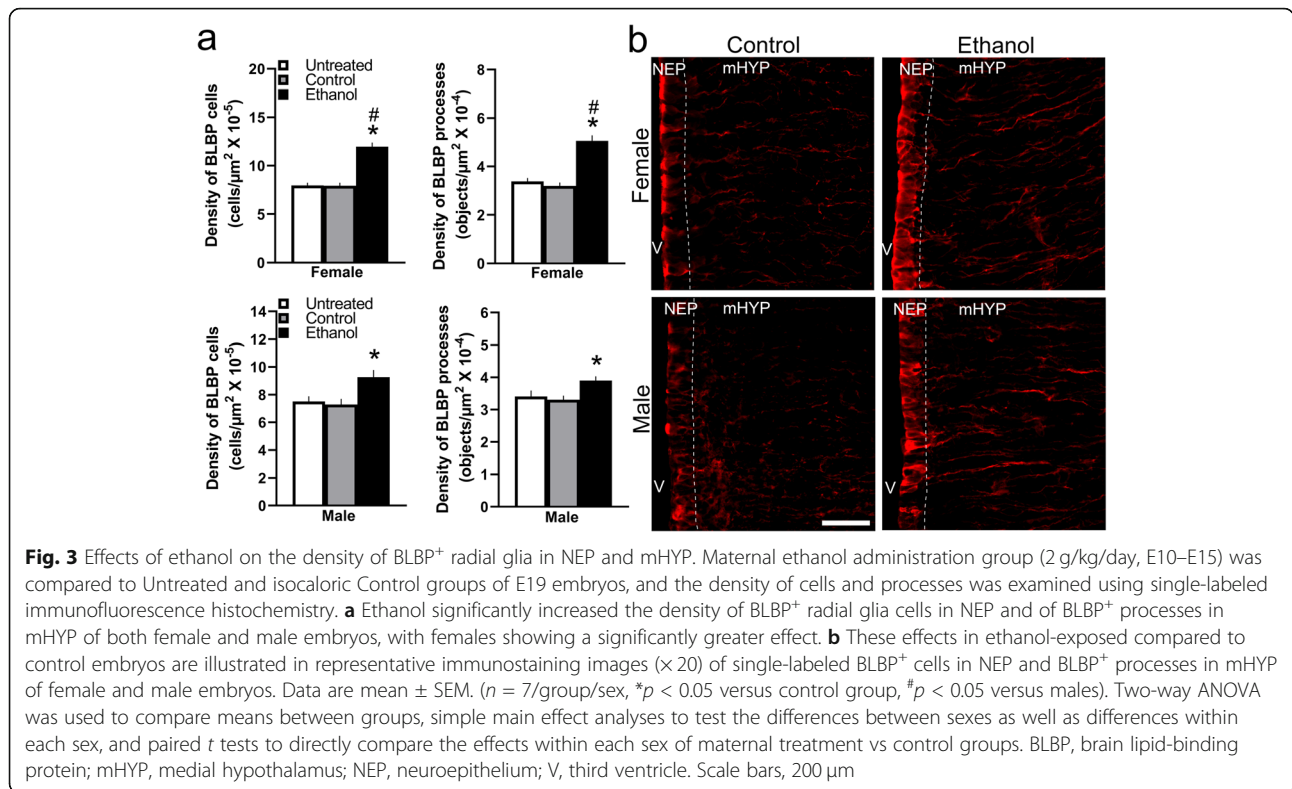 a
Untreated
Control
Ethanol
Density of BLBP cells
(cells/µm² X 10⁻⁵)
20
15
10
5
0
#
*
Female
Density of BLBP processes
(objects/µm² X 10⁻⁴)
8
6
4
2
0
#
*
Female
Untreated
Control
Ethanol
Density of BLBP cells
(cells/µm² X 10⁻⁵)
14
12
10
8
6
4
2
0
*
Male
Density of BLBP processes
(objects/µm² X 10⁻⁴)
6
5
4
3
2
1
0
*
Male
b
Control
Ethanol
Female
NEP
mHYP
V
NEP
mHYP
V
Male
NEP
mHYP
V
NEP
mHYP
V
Fig. 3 Effects of ethanol on the density of BLBP⁺ radial glia in NEP and mHYP. Maternal ethanol administration group (2 g/kg/day, E10–E15) was
compared to Untreated and isocaloric Control groups of E19 embryos, and the density of cells and processes was examined using single-labeled
immunofluorescence histochemistry. a Ethanol significantly increased the density of BLBP⁺ radial glia cells in NEP and of BLBP⁺ processes in
mHYP of both female and male embryos, with females showing a significantly greater effect. b These effects in ethanol-exposed compared to
control embryos are illustrated in representative immunostaining images (× 20) of single-labeled BLBP⁺ cells in NEP and BLBP⁺ processes in mHYP
of female and male embryos. Data are mean ± SEM. (n = 7/group/sex, *p < 0.05 versus control group, #p < 0.05 versus males). Two-way ANOVA
was used to compare means between groups, simple main effect analyses to test the differences between sexes as well as differences within
each sex, and paired t tests to directly compare the effects within each sex of maternal treatment vs control groups. BLBP, brain lipid-binding
protein; mHYP, medial hypothalamus; NEP, neuroepithelium; V, third ventricle. Scale bars, 200 µm